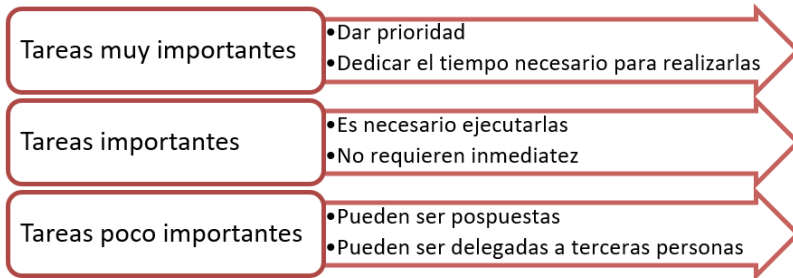 Tareas muy importantes
•Dar prioridad
•Dedicar el tiempo necesario para realizarlas
Tareas importantes
•Es necesario ejecutarlas
•No requieren inmediatez
Tareas poco importantes
•Pueden ser pospuestas
•Pueden ser delegadas a terceras personas